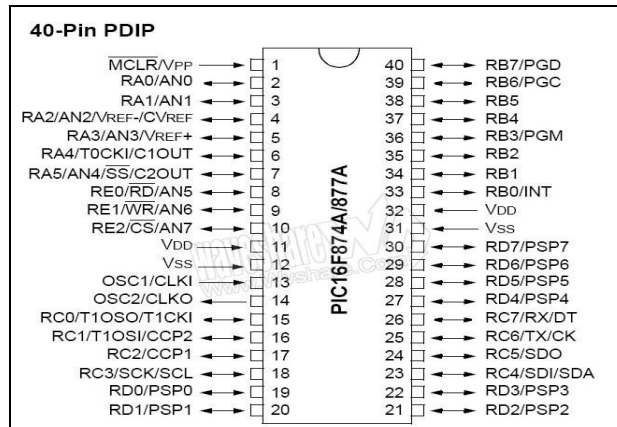 40-Pin PDIP
MCLR/VPP 1 40 RB7/PGD
RA0/AN0 2 39 RB6/PGC
RA1/AN1 3 38 RB5
RA2/AN2/VREF-/CVREF 4 37 RB4
RA3/AN3/VREF+ 5 36 RB3/PGM
RA4/T0CKI/C1OUT 6 35 RB2
RA5/AN4/SS/C2OUT 7 34 RB1
RE0/RD/AN5 8 33 RB0/INT
RE1/WR/AN6 9 32 VDD
RE2/CS/AN7 10 31 VSS
VDD 11 30 RD7/PSP7
VSS 12 29 RD6/PSP6
OSC1/CLKI 13 28 RD5/PSP5
OSC2/CLKO 14 27 RD4/PSP4
RC0/T1OSO/T1CKI 15 26 RC7/RX/DT
RC1/T1OSI/CCP2 16 25 RC6/TX/CK
RC2/CCP1 17 24 RC5/SDO
RC3/SCK/SCL 18 23 RC4/SDI/SDA
RD0/PSP0 19 22 RD3/PSP3
RD1/PSP1 20 21 RD2/PSP2
PIC16F874A/877A